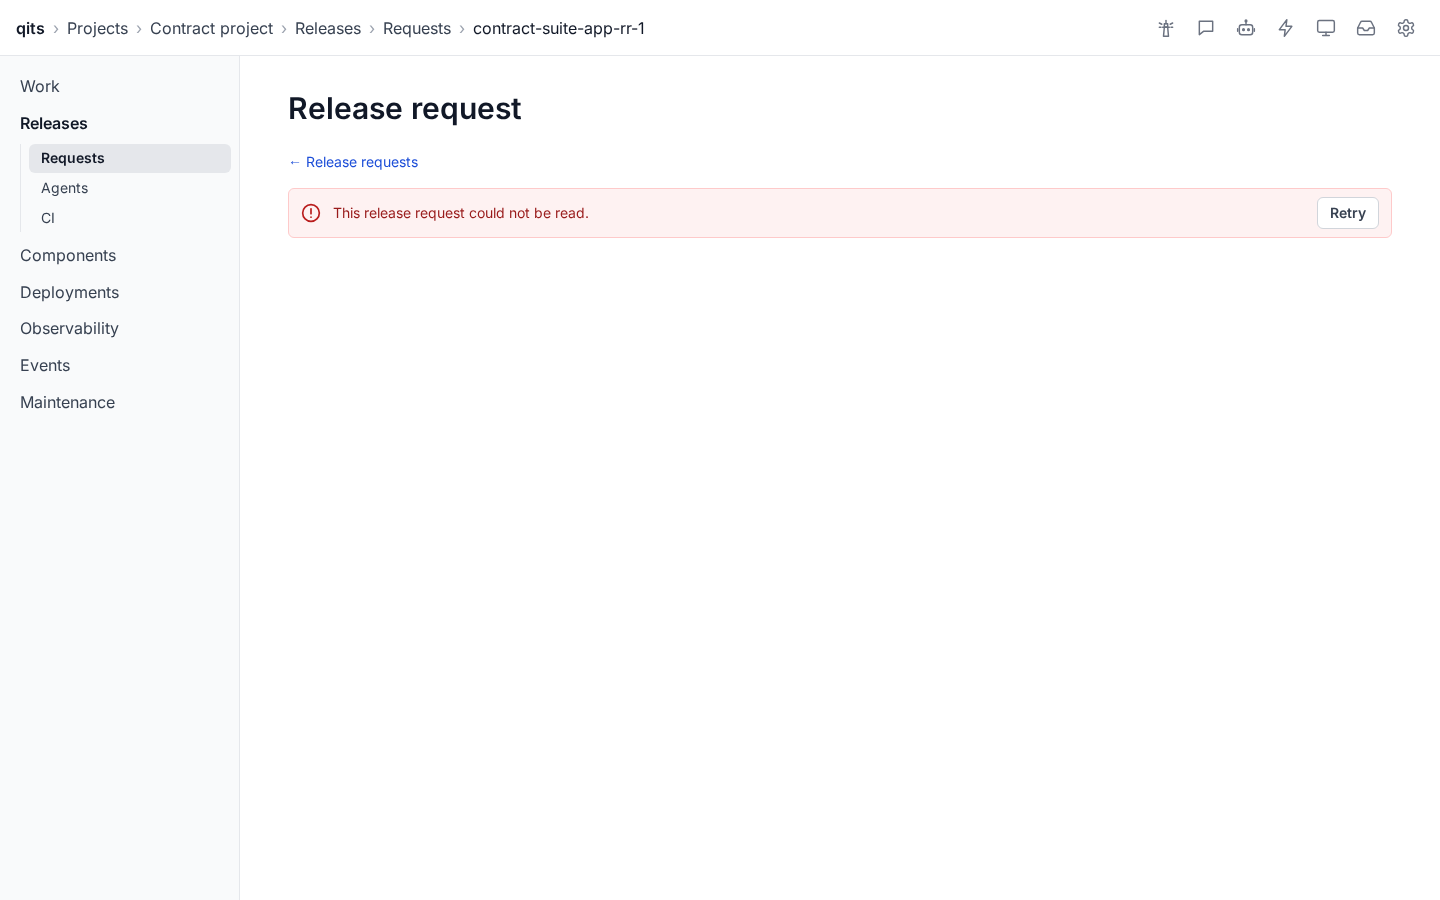 qits › Projects › Contract project › Releases › Requests › contract-suite-app-rr-1
Work
Releases
Requests
Agents
CI
Components
Deployments
Observability
Events
Maintenance
Release request
← Release requests
This release request could not be read.
Retry